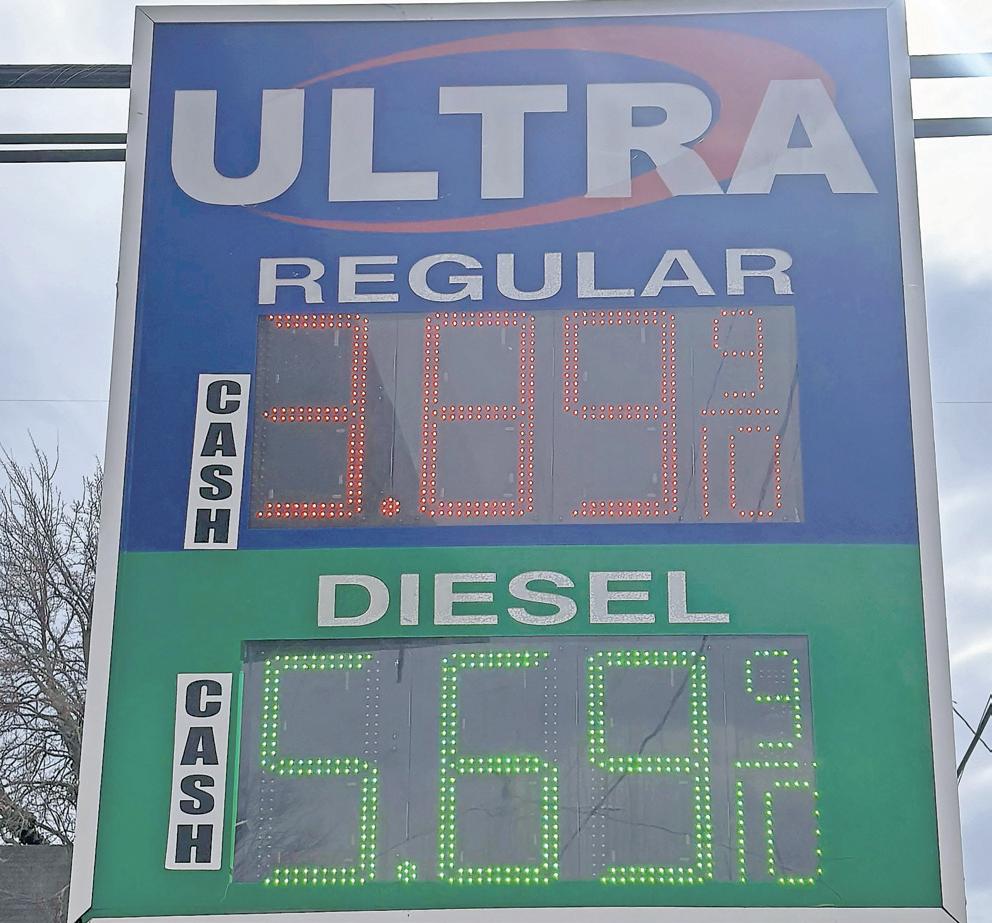 ULTRA
REGULAR
CASH
3.89 9/10
DIESEL
CASH
5.69 9/10